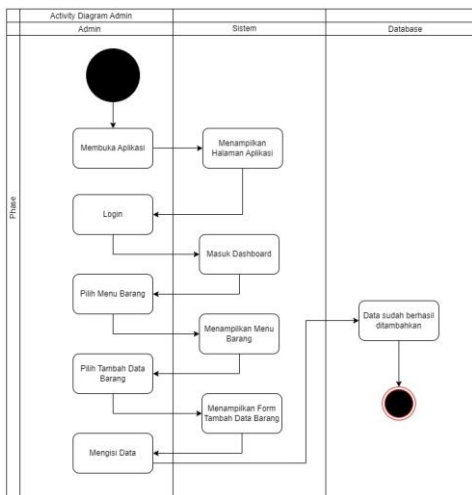 Activity Diagram Admin
Admin
Sistem
Database
Phase
Membuka Aplikasi
Menampilkan
Halaman Aplikasi
Login
Masuk Dashboard
Pilih Menu Barang
Menampilkan Menu
Barang
Data sudah berhasil
ditambahkan
Pilih Tambah Data
Barang
Menampilkan Form
Tambah Data Barang
Mengisi Data